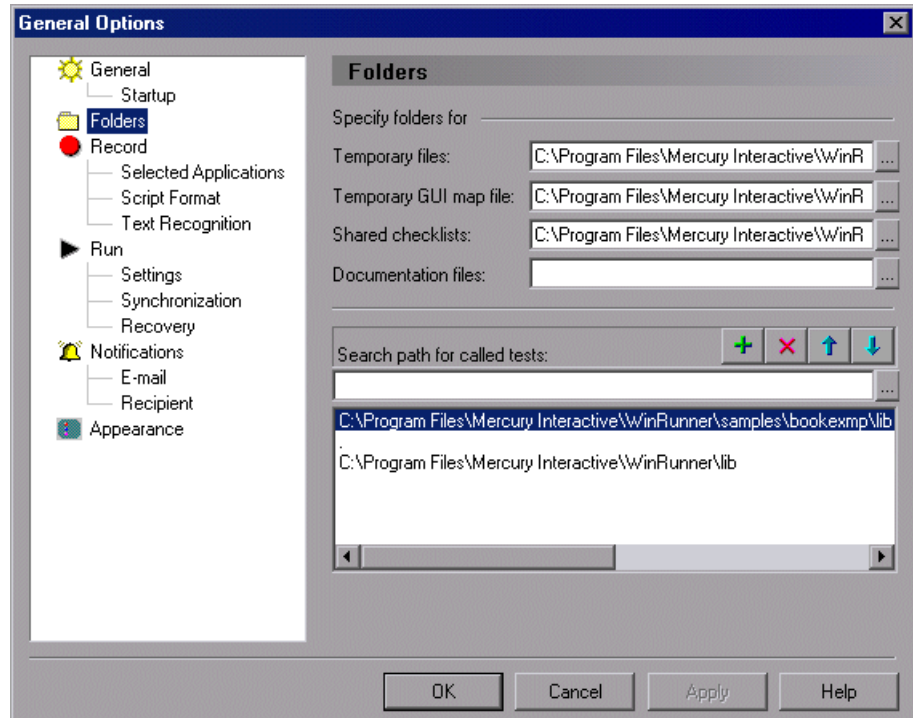 General Options
General
Startup
Folders
Record
Selected Applications
Script Format
Text Recognition
Run
Settings
Synchronization
Recovery
Notifications
E-mail
Recipient
Appearance
Folders
Specify folders for
Temporary files: C:\Program Files\Mercury Interactive\WinR ...
Temporary GUI map file: C:\Program Files\Mercury Interactive\WinR ...
Shared checklists: C:\Program Files\Mercury Interactive\WinR ...
Documentation files: ...
Search path for called tests:
...
C:\Program Files\Mercury Interactive\WinRunner\samples\bookexmp\lib
.
C:\Program Files\Mercury Interactive\WinRunner\lib
OK Cancel Apply Help